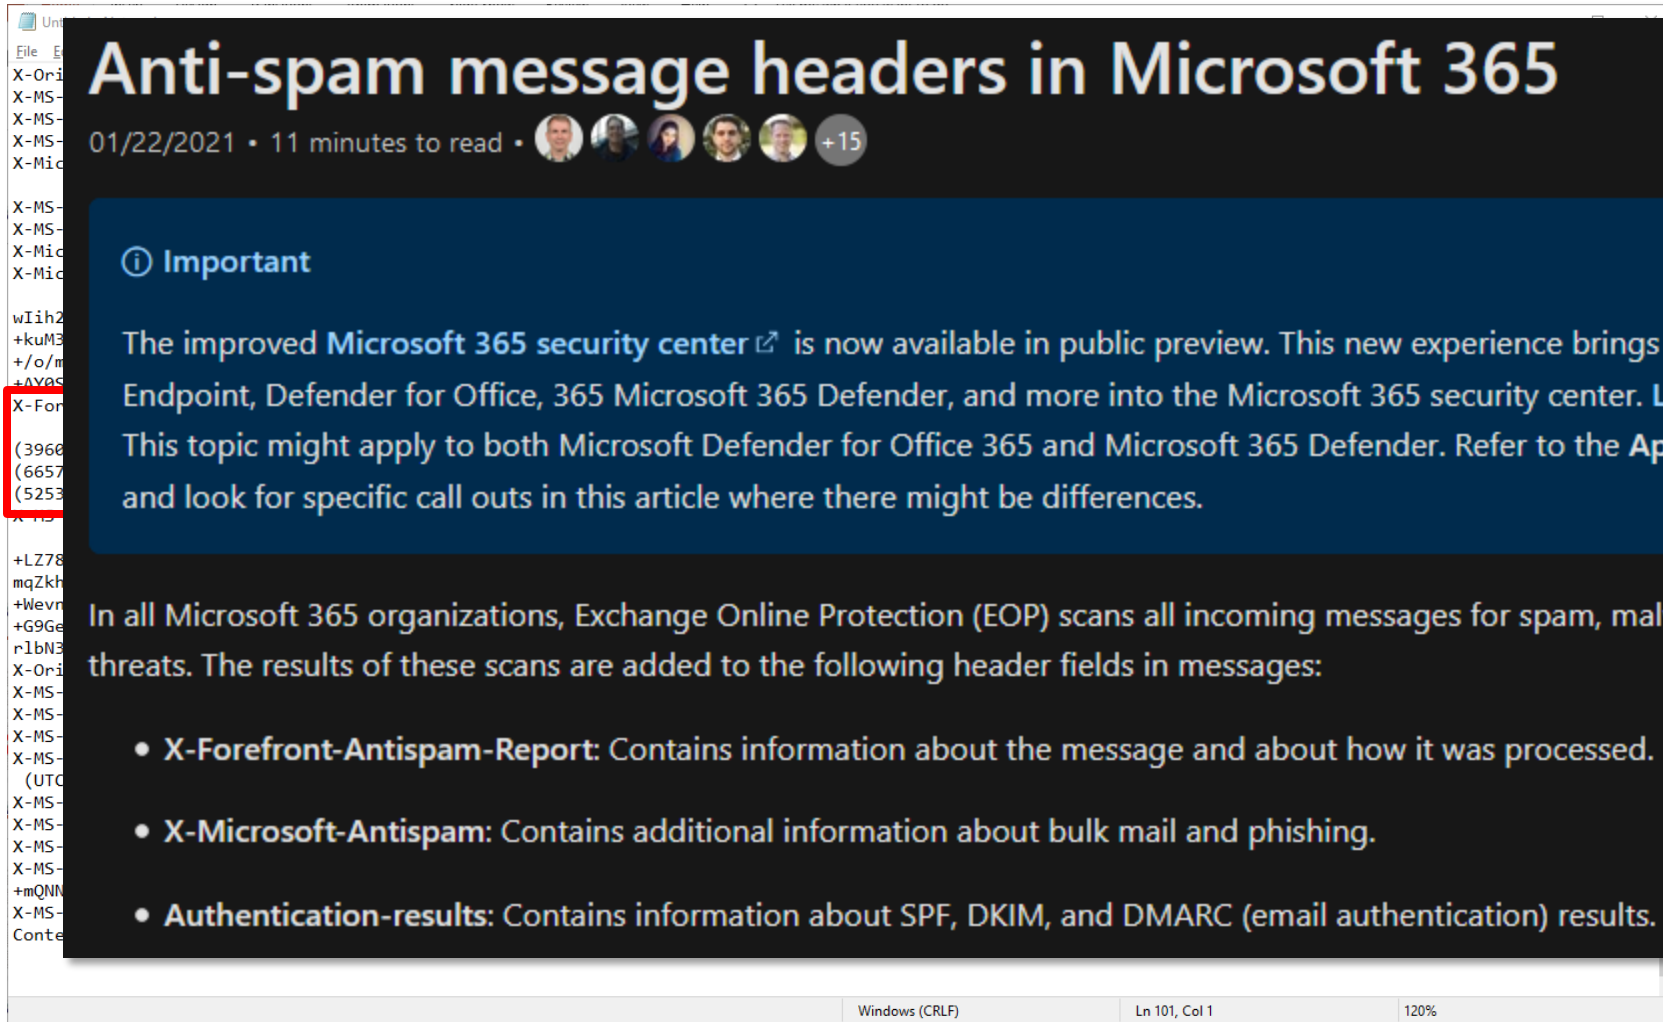 File
Anti-spam message headers in Microsoft 365
01/22/2021 • 11 minutes to read •
+15
Important
The improved Microsoft 365 security center is now available in public preview. This new experience brings
Endpoint, Defender for Office, 365 Microsoft 365 Defender, and more into the Microsoft 365 security center. L
This topic might apply to both Microsoft Defender for Office 365 and Microsoft 365 Defender. Refer to the Ap
and look for specific call outs in this article where there might be differences.
In all Microsoft 365 organizations, Exchange Online Protection (EOP) scans all incoming messages for spam, mal
threats. The results of these scans are added to the following header fields in messages:
• X-Forefront-Antispam-Report: Contains information about the message and about how it was processed.
• X-Microsoft-Antispam: Contains additional information about bulk mail and phishing.
• Authentication-results: Contains information about SPF, DKIM, and DMARC (email authentication) results.
X-Ori
X-MS-
X-MS-
X-MS-
X-Mic
X-MS-
X-MS-
X-Mic
X-Mic
wIih2
+kuM3
+/o/m
+AY0S
X-For
(3960
(6657
(5253
X-MS-
+LZ78
mqZkh
+Wevn
+G9Ge
rlbN3
X-Ori
X-MS-
X-MS-
X-MS-
X-MS-
(UTC
X-MS-
X-MS-
X-MS-
X-MS-
+mQNN
X-MS-
Conte
Windows (CRLF)
Ln 101, Col 1
120%